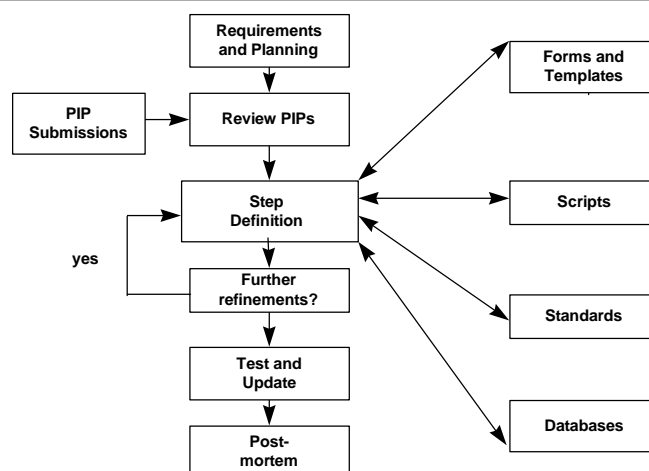 Requirements
and Planning
Forms and
Templates
PIP
Submissions
Review PIPs
Step
Definition
Scripts
yes
Further
refinements?
Standards
Test and
Update
Databases
Post-
mortem